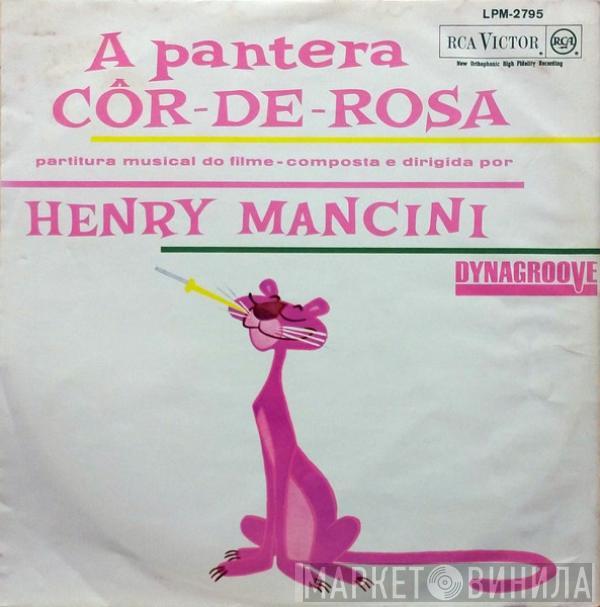 LPM-2795
RCA VICTOR
RCA
New Orthophonic High Fidelity Recording
A pantera
CÔR-DE-ROSA
partitura musical do filme-composta e dirigida por
HENRY MANCINI
DYNAGROOVE
МАРКЕТ ВИНИЛА